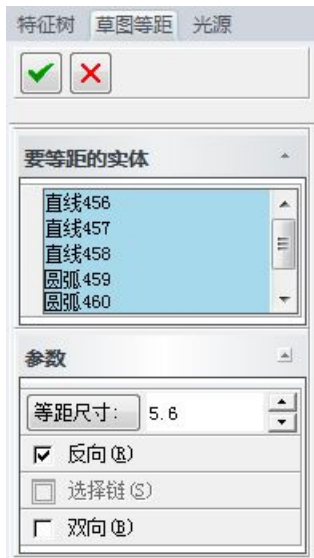 特征树 草图等距 光源
要等距的实体
直线456
直线457
直线458
圆弧459
圆弧460
参数
等距尺寸: 5.6
反向(R)
选择链(S)
双向(B)